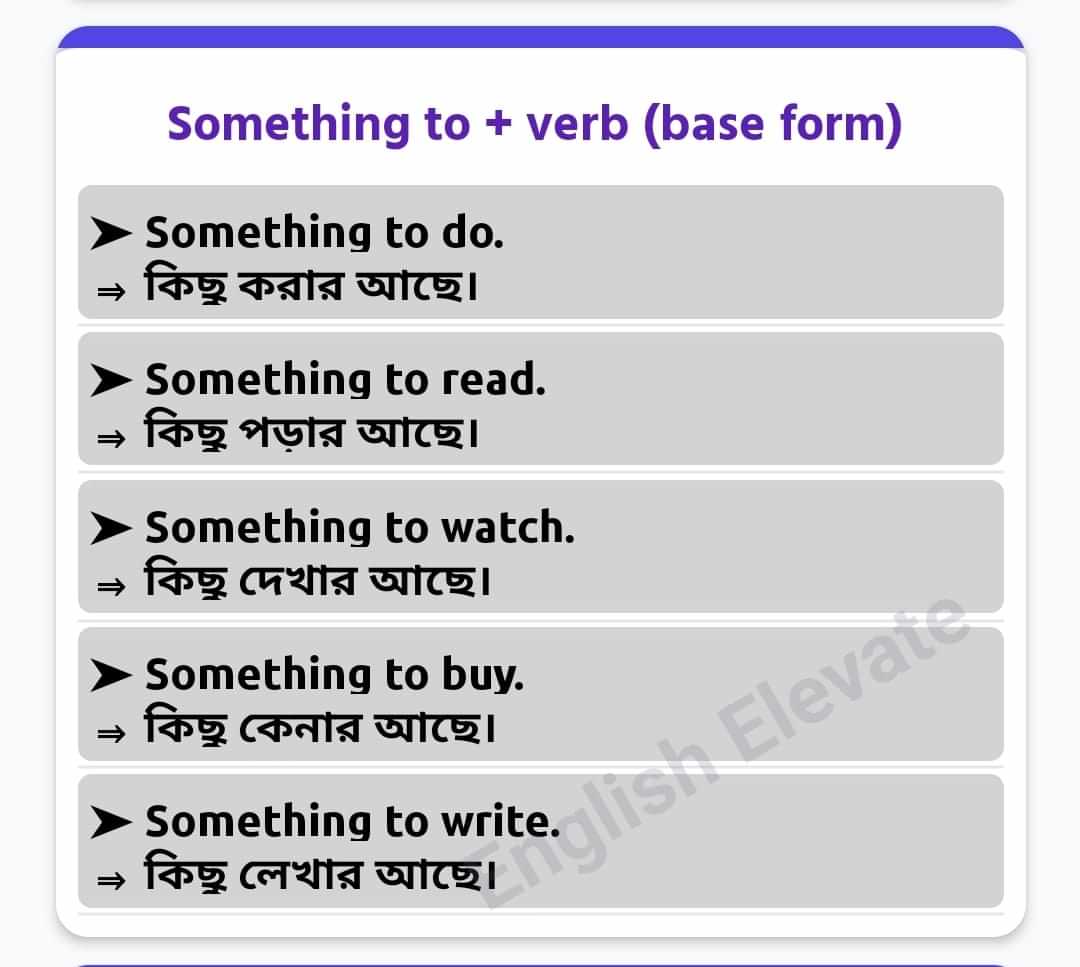 Something to + verb (base form)
➤ Something to do.
⇒ কিছু করার আছে।
➤ Something to read.
⇒ কিছু পড়ার আছে।
➤ Something to watch.
⇒ কিছু দেখার আছে।
➤ Something to buy.
⇒ কিছু কেনার আছে।
➤ Something to write.
⇒ কিছু লেখার আছে।
English Elevate